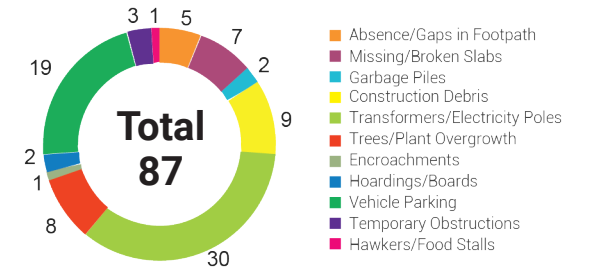 3
1
5
7
2
9
30
8
1
2
19
Total
87
Absence/Gaps in Footpath
Missing/Broken Slabs
Garbage Piles
Construction Debris
Transformers/Electricity Poles
Trees/Plant Overgrowth
Encroachments
Hoardings/Boards
Vehicle Parking
Temporary Obstructions
Hawkers/Food Stalls